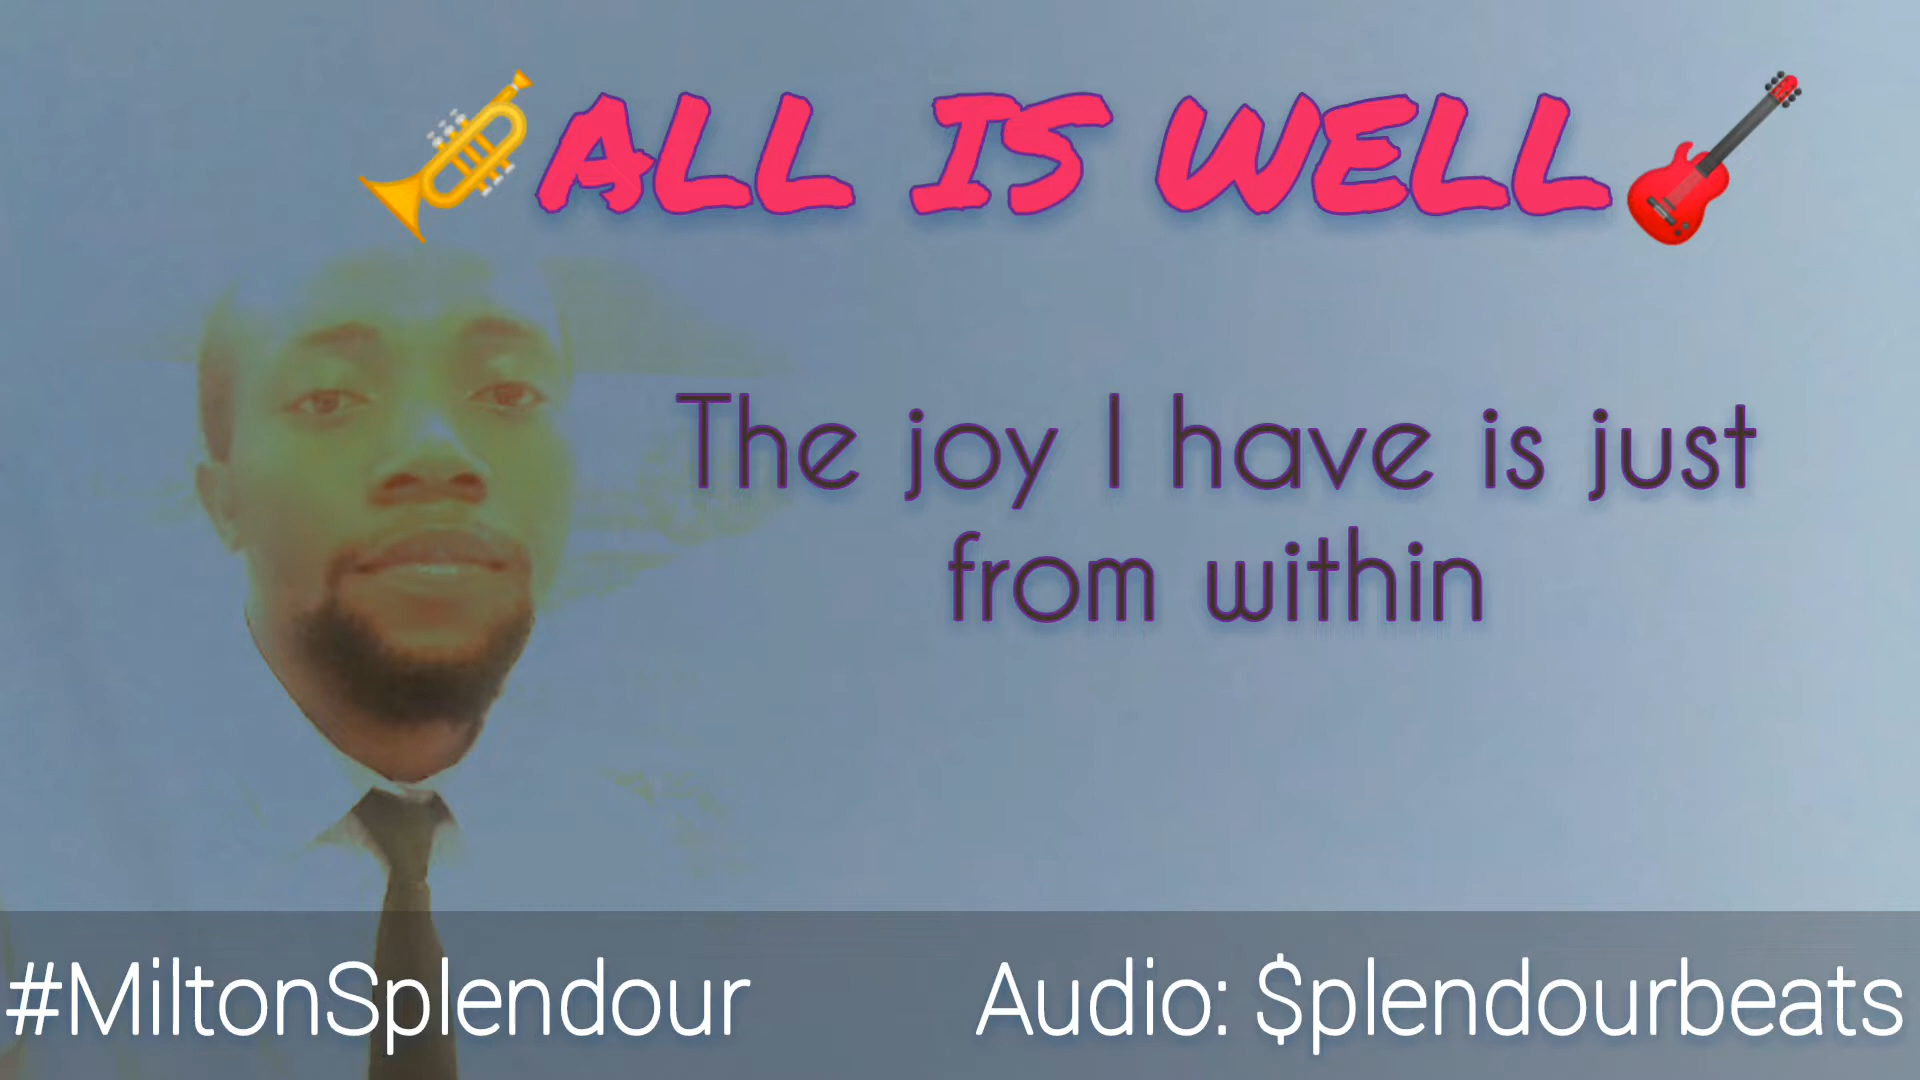 🎺ALL IS WELL🎸
The joy I have is just
from within
#MiltonSplendour
Audio: $plendourbeats